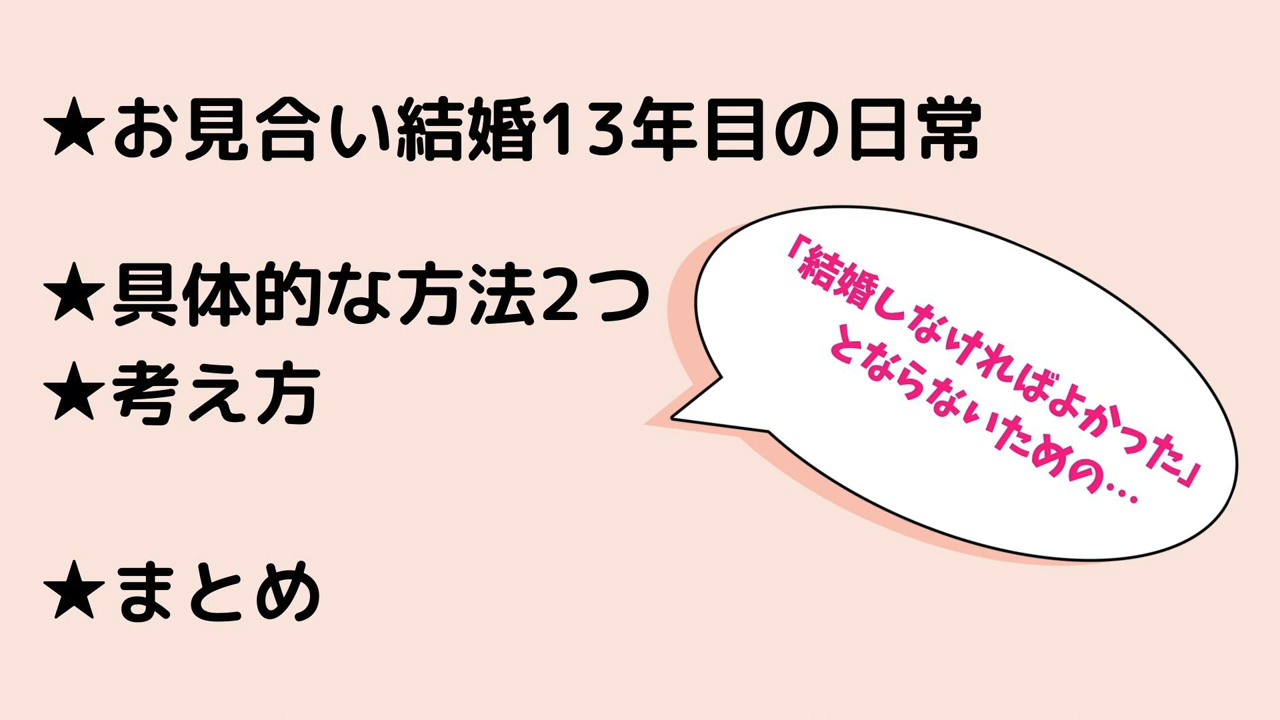 ★お見合い結婚13年目の日常
★具体的な方法2つ
★考え方
「結婚しなければよかった」
とならないための…
★まとめ